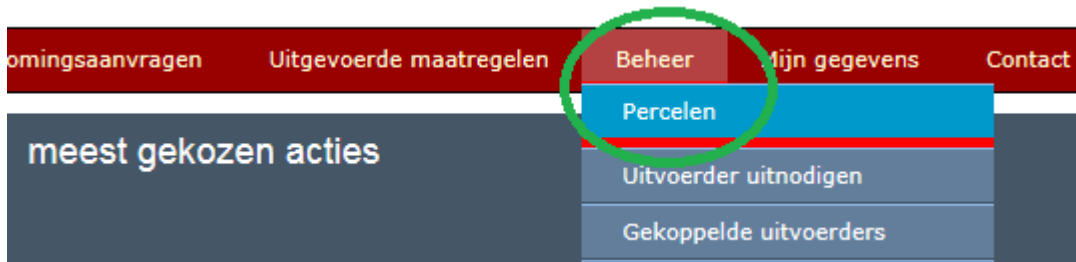 omingsaanvragen Uitgevoerde maatregelen Beheer Mijn gegevens Contact
Percelen
meest gekozen acties
Uitvoerder uitnodigen
Gekoppelde uitvoerders